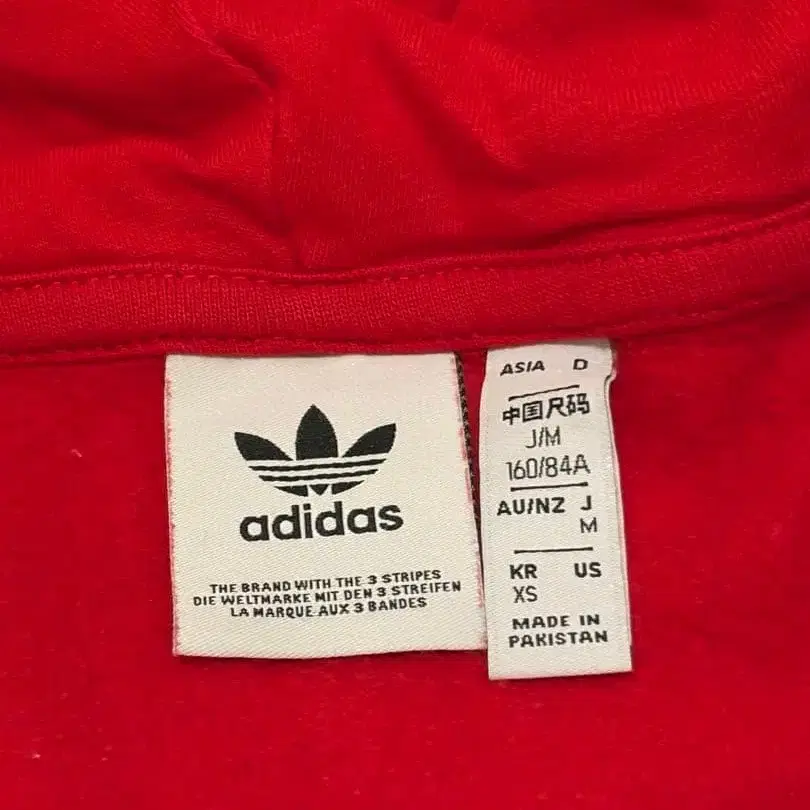 adidas
THE BRAND WITH THE 3 STRIPES
DIE WELTMARKE MIT DEN 3 STREIFEN
LA MARQUE AUX 3 BANDES
ASIA D
中国尺码
J/M
160/84A
AU/NZ J
M
KR US
XS
MADE IN
PAKISTAN